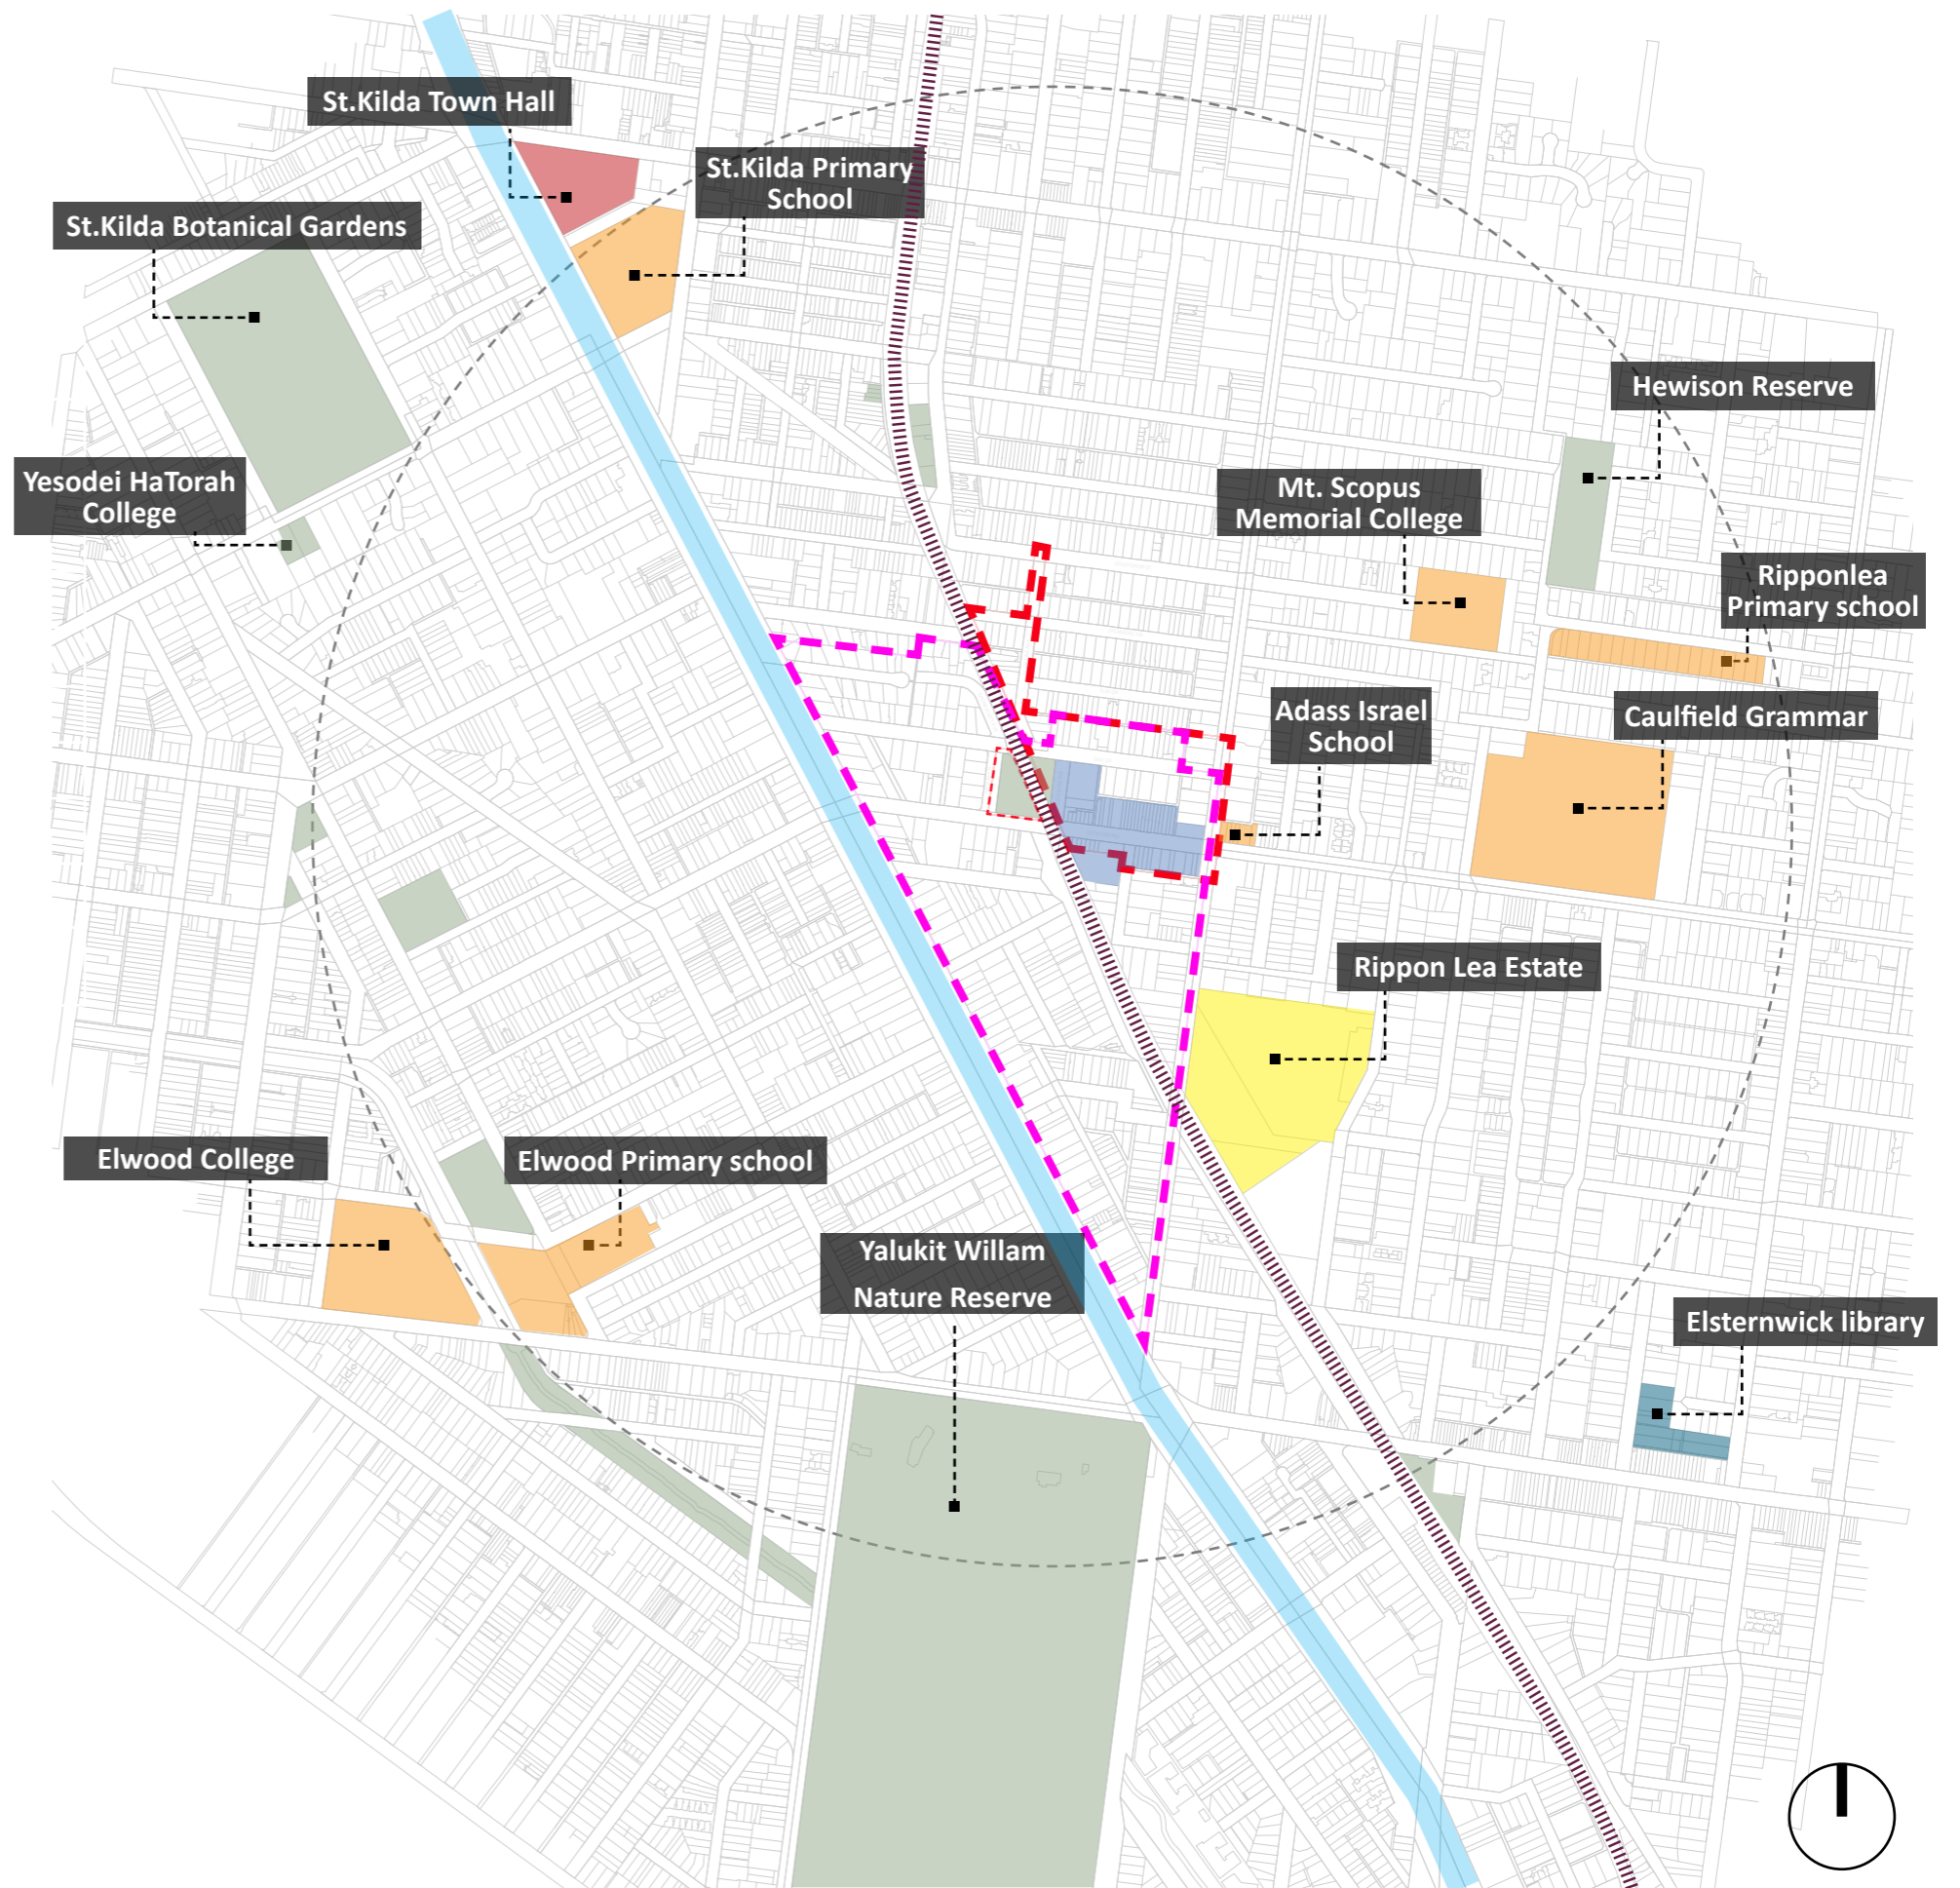 St.Kilda Town Hall
St.Kilda Primary
School
St.Kilda Botanical Gardens
Hewison Reserve
Yesodei HaTorah
College
Mt. Scopus
Memorial College
Ripponlea
Primary school
Adass Israel
School
Caulfield Grammar
Rippon Lea Estate
Elwood College
Elwood Primary school
Yalukit Willam
Nature Reserve
Elsternwick library